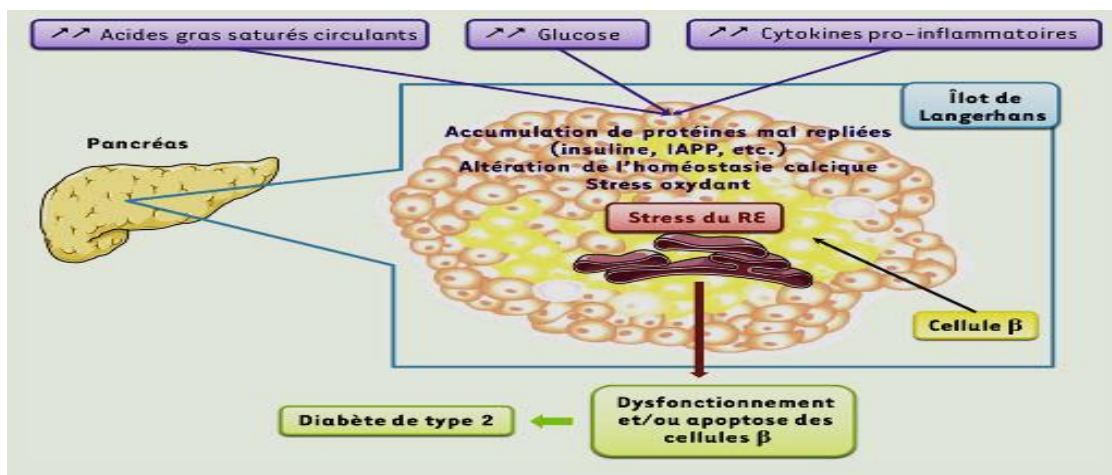 ↗↗ Acides gras saturés circulants
↗↗ Glucose
↗↗ Cytokines pro-inflammatoires
Îlot de
Langerhans
Pancréas
Accumulation de protéines mal repliées
(insuline, IAPP, etc.)
Altération de l'homéostasie calcique
Stress oxydant
Stress du RE
Cellule β
Dysfonctionnement
et/ou apoptose des
cellules β
Diabète de type 2